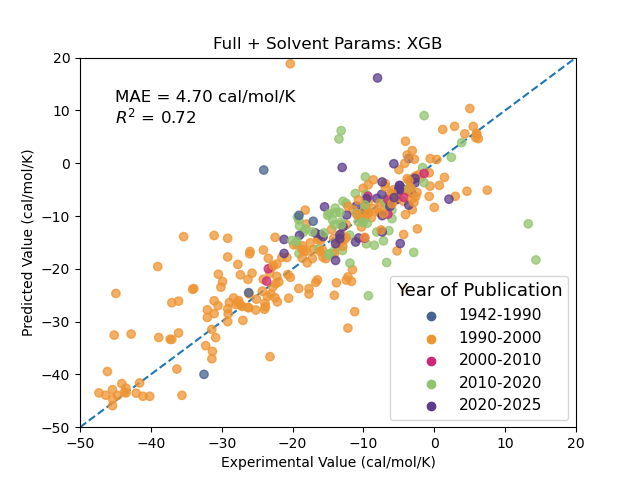 Full + Solvent Params: XGB
MAE = 4.70 cal/mol/K
R² = 0.72
Predicted Value (cal/mol/K)
20
10
0
−10
−20
−30
−40
−50
−50 −40 −30 −20 −10 0 10 20
Experimental Value (cal/mol/K)
Year of Publication
1942-1990
1990-2000
2000-2010
2010-2020
2020-2025